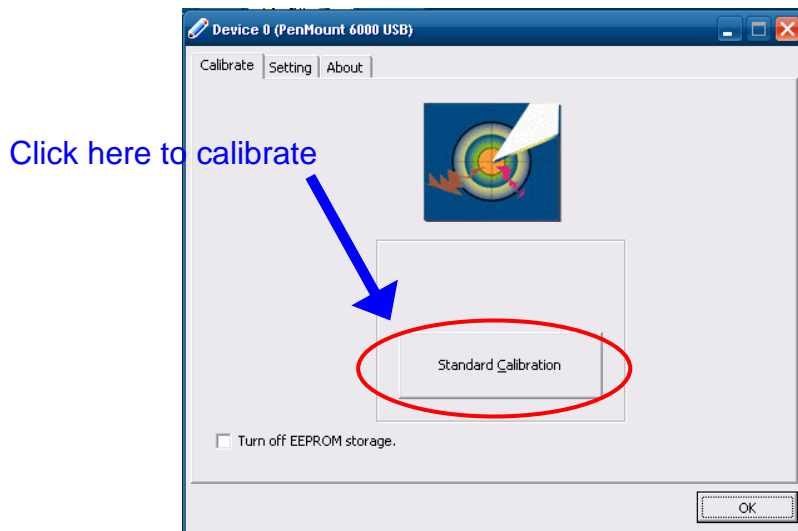 Device 0 (PenMount 6000 USB)
Calibrate Setting About
Click here to calibrate
Standard Calibration
Turn off EEPROM storage.
OK